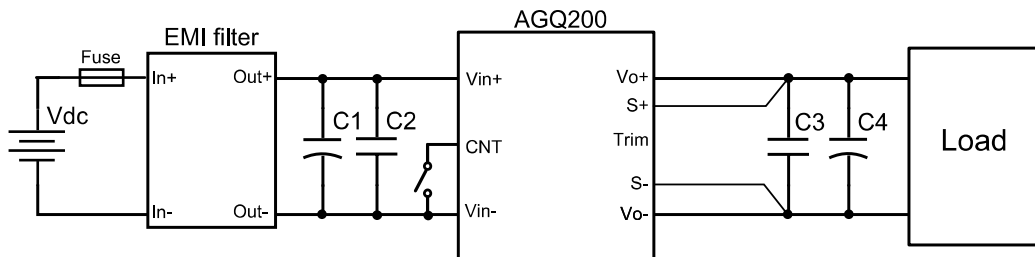 AGQ200
EMI filter
Fuse
In+
Out+
Vin+
Vo+
S+
Vdc
C1
C2
C3
C4
CNT
Trim
Load
S-
In-
Out-
Vin-
Vo-